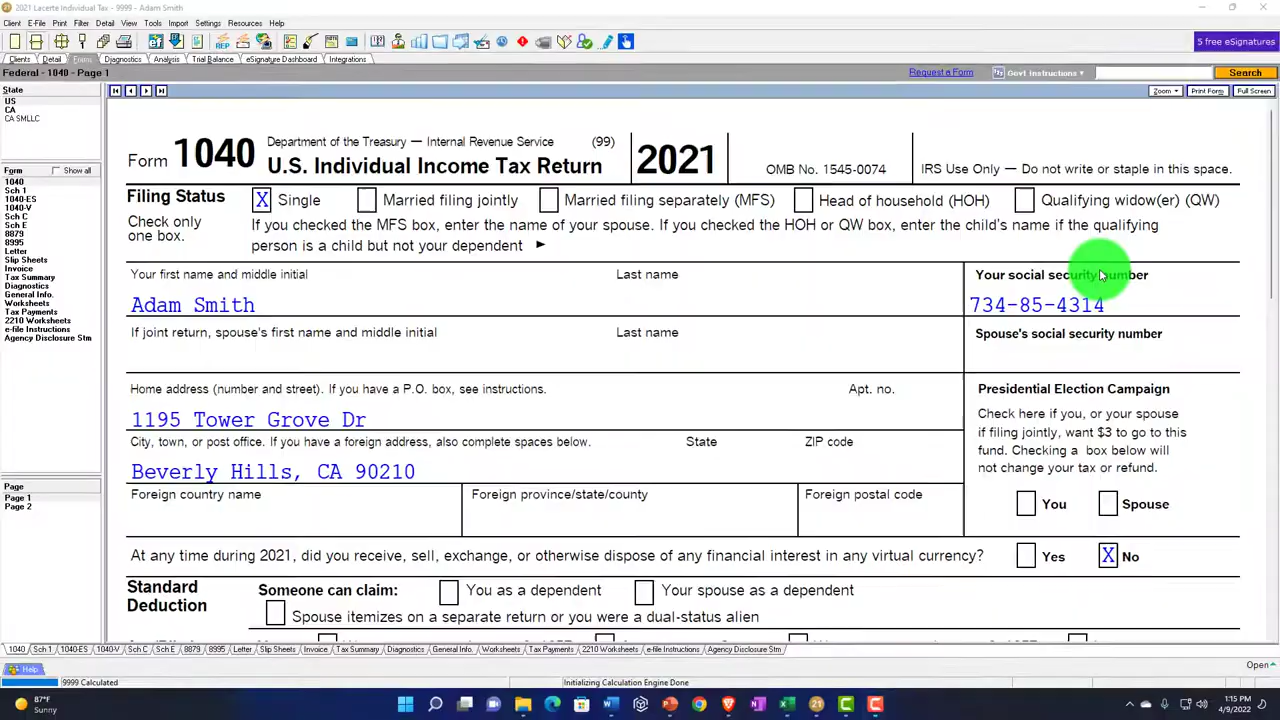 2021 Lacerte Individual Tax - 9999 - Adam Smith
Client E-File Print Filter Detail View Tools Import Settings Resources Help
REP
5 free eSignatures
Clients Detail Forms Diagnostics Analysis Trial Balance eSignature Dashboard Integrations
Federal - 1040 - Page 1
Request a Form Govt Instructions Search
State
US
CA
CA SMLLC
Zoom Print Form Full Screen
Form Show all
1040
Sch 1
1040-ES
1040-V
Sch C
Sch E
8879
8995
Letter
Slip Sheets
Invoice
Tax Summary
Diagnostics
General Info.
Worksheets
Tax Payments
2210 Worksheets
e-file Instructions
Agency Disclosure Stm
Page
Page 1
Page 2
Form 1040 Department of the Treasury — Internal Revenue Service (99)
U.S. Individual Income Tax Return 2021 OMB No. 1545-0074 IRS Use Only — Do not write or staple in this space.
Filing Status X Single Married filing jointly Married filing separately (MFS) Head of household (HOH) Qualifying widow(er) (QW)
Check only one box. If you checked the MFS box, enter the name of your spouse. If you checked the HOH or QW box, enter the child's name if the qualifying
person is a child but not your dependent ►
Your first name and middle initial Last name Your social security number
Adam Smith 734-85-4314
If joint return, spouse's first name and middle initial Last name Spouse's social security number
Home address (number and street). If you have a P.O. box, see instructions. Apt. no.
1195 Tower Grove Dr
City, town, or post office. If you have a foreign address, also complete spaces below. State ZIP code
Beverly Hills, CA 90210
Foreign country name Foreign province/state/county Foreign postal code
Presidential Election Campaign
Check here if you, or your spouse
if filing jointly, want $3 to go to this
fund. Checking a box below will
not change your tax or refund.
You Spouse
At any time during 2021, did you receive, sell, exchange, or otherwise dispose of any financial interest in any virtual currency? Yes X No
Standard Deduction Someone can claim: You as a dependent Your spouse as a dependent
Spouse itemizes on a separate return or you were a dual-status alien
1040 Sch 1 1040-ES 1040-V Sch C Sch E 8879 8995 Letter Slip Sheets Invoice Tax Summary Diagnostics General Info. Worksheets Tax Payments 2210 Worksheets e-file Instructions Agency Disclosure Stm
Help Open
9999 Calculated Initializing Calculation Engine Done
87°F
Sunny
1:15 PM
4/9/2022